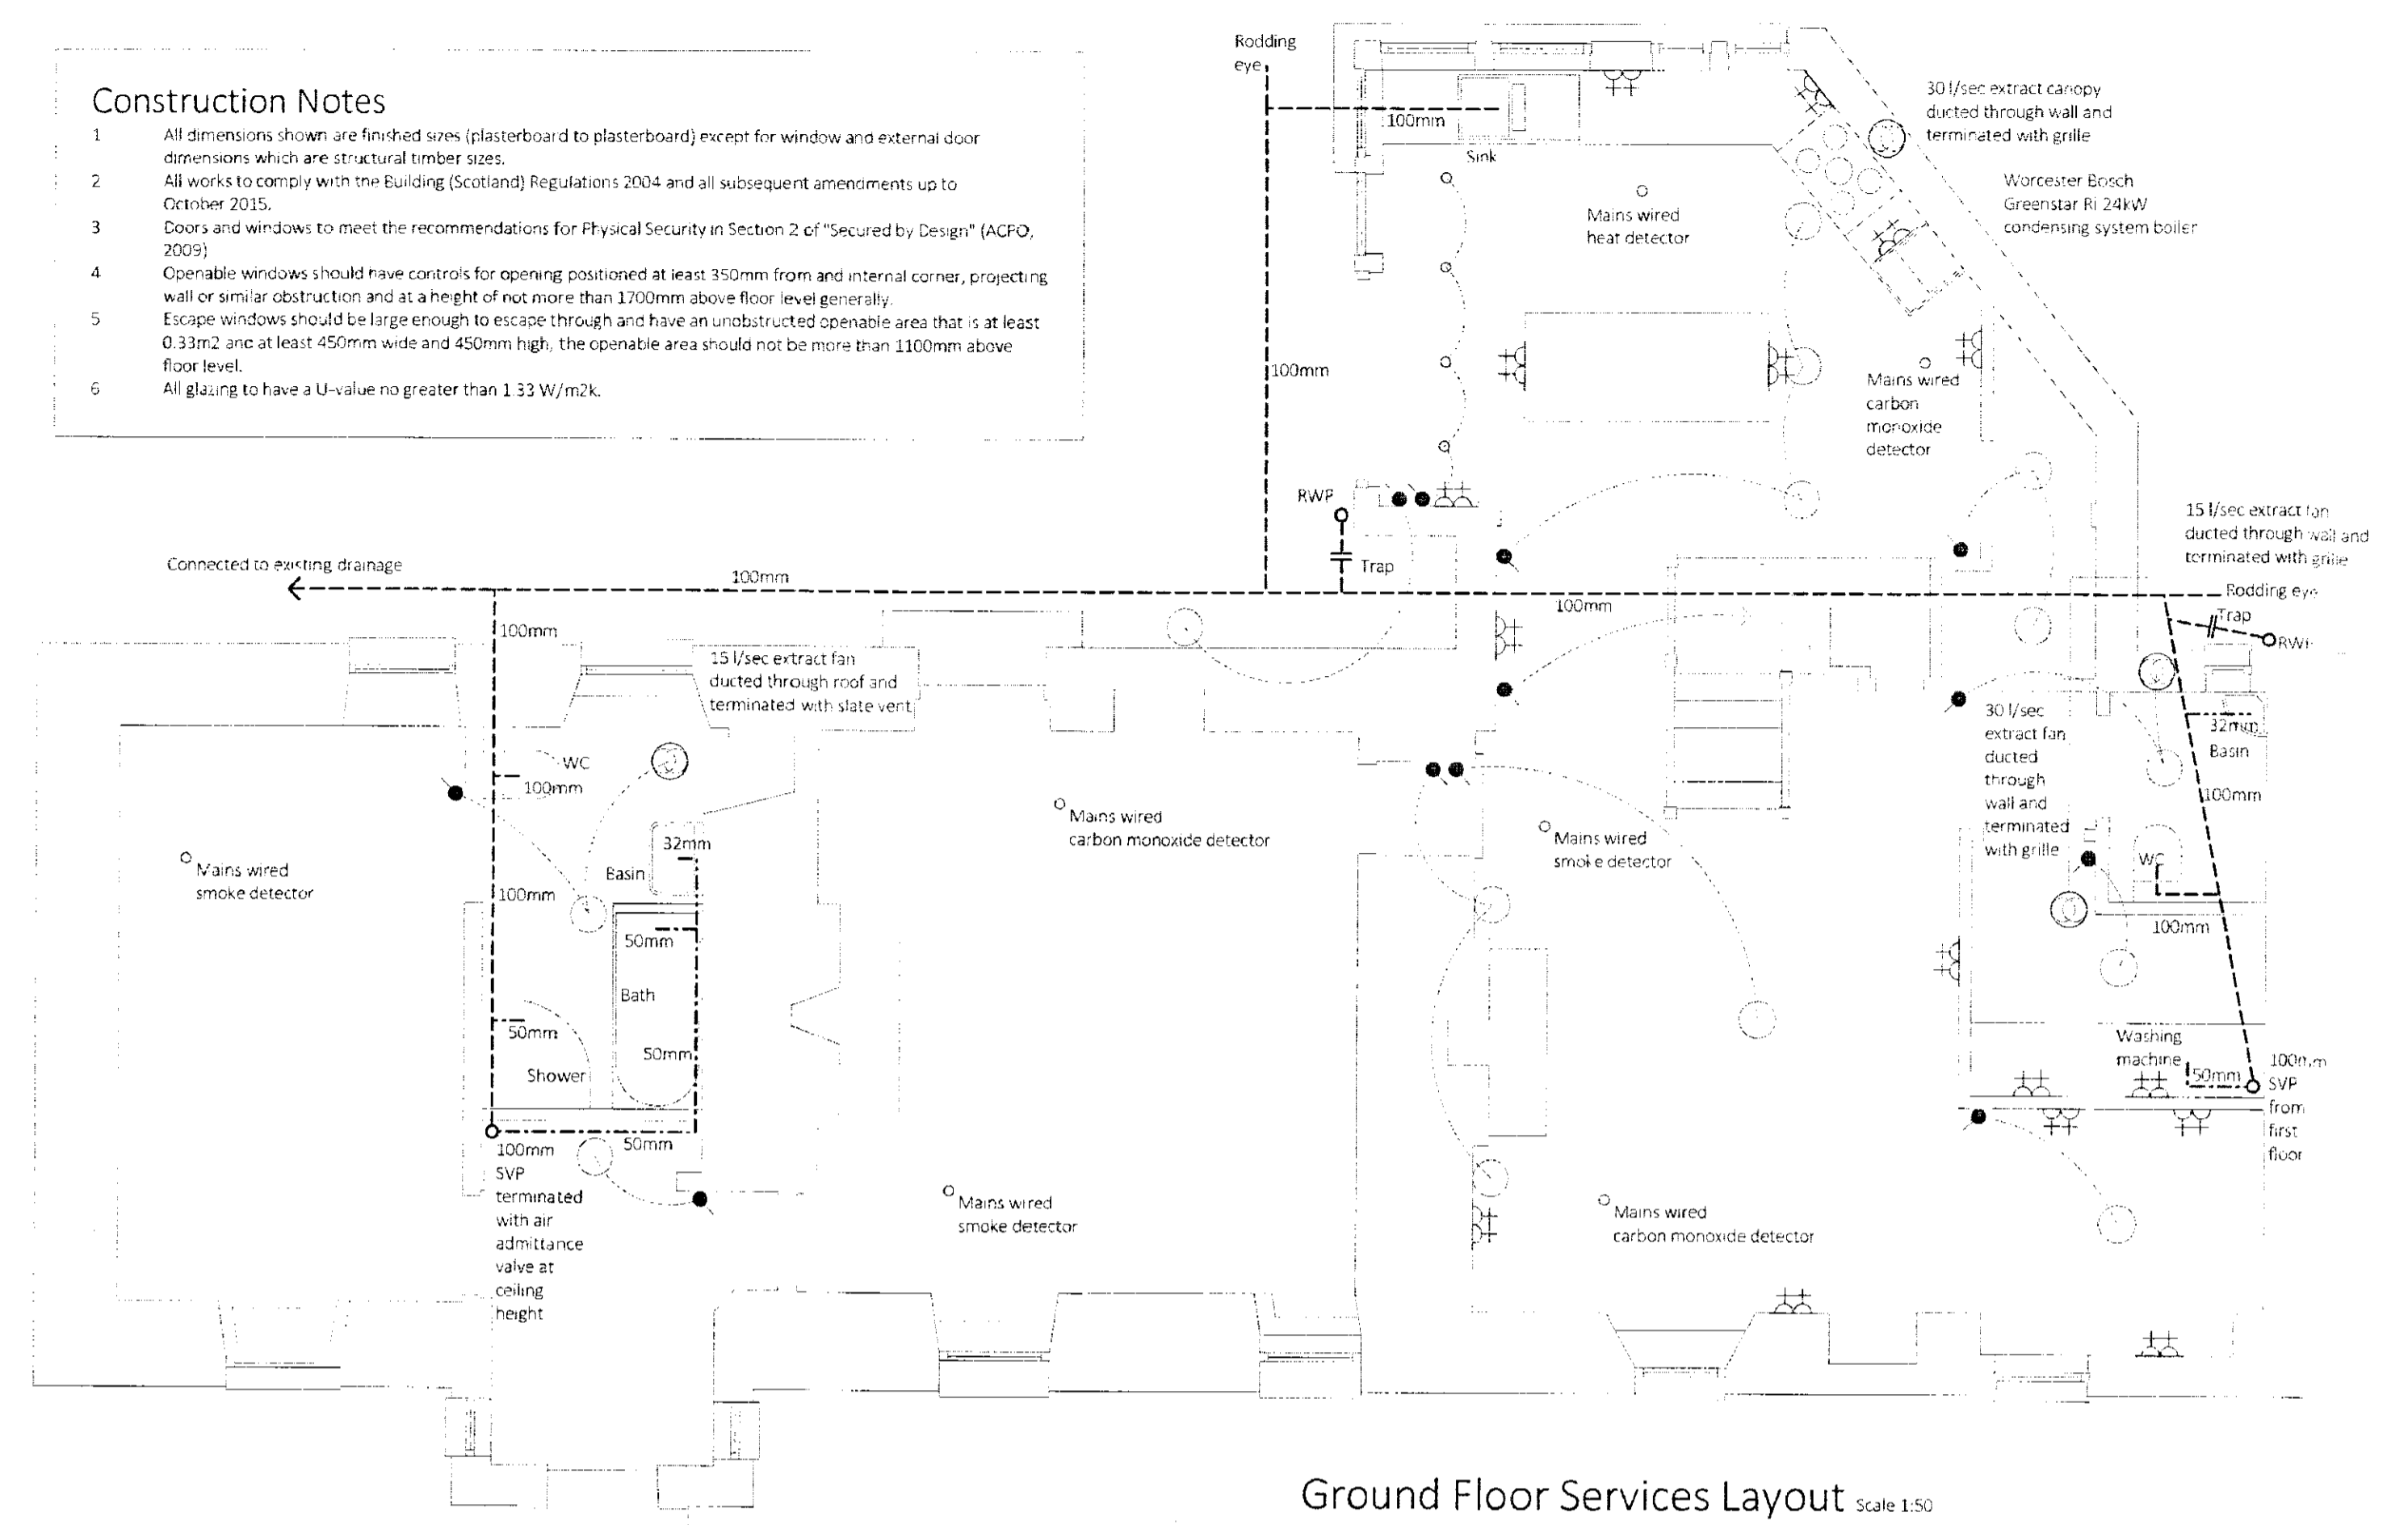 Construction Notes
1 All dimensions shown are finished sizes (plasterboard to plasterboard) except for window and external door
dimensions which are structural timber sizes.
2 All works to comply with the Building (Scotland) Regulations 2004 and all subsequent amendments up to
October 2015.
3 Doors and windows to meet the recommendations for Physical Security in Section 2 of "Secured by Design" (ACPO,
2009)
4 Openable windows should have controls for opening positioned at least 350mm from and internal corner, projecting
wall or similar obstruction and at a height of not more than 1700mm above floor level generally.
5 Escape windows should be large enough to escape through and have an unobstructed openable area that is at least
0.33m2 and at least 450mm wide and 450mm high, the openable area should not be more than 1100mm above
floor level.
6 All glazing to have a U-value no greater than 1.33 W/m2k.
Rodding
eye
100mm
Sink
30 l/sec extract canopy
ducted through wall and
terminated with grille
Worcester Bosch
Greenstar Ri 24kW
condensing system boiler
Mains wired
heat detector
100mm
Mains wired
carbon
monoxide
detector
RWP
Trap
15 l/sec extract fan
ducted through wall and
terminated with grille
Rodding eye
Trap
RWP
Connected to existing drainage
100mm
100mm
100mm
15 l/sec extract fan
ducted through roof and
terminated with slate vent
WC
100mm
32mm
Basin
100mm
50mm
Bath
50mm
50mm
Shower
50mm
100mm
SVP
terminated
with air
admittance
valve at
ceiling
height
Mains wired
smoke detector
Mains wired
carbon monoxide detector
Mains wired
smoke detector
Mains wired
smoke detector
Mains wired
carbon monoxide detector
30 l/sec
extract fan
ducted
through
wall and
terminated
with grille
32mm
Basin
100mm
WC
100mm
Washing
machine
50mm
100mm
SVP
from
first
floor
Ground Floor Services Layout Scale 1:50